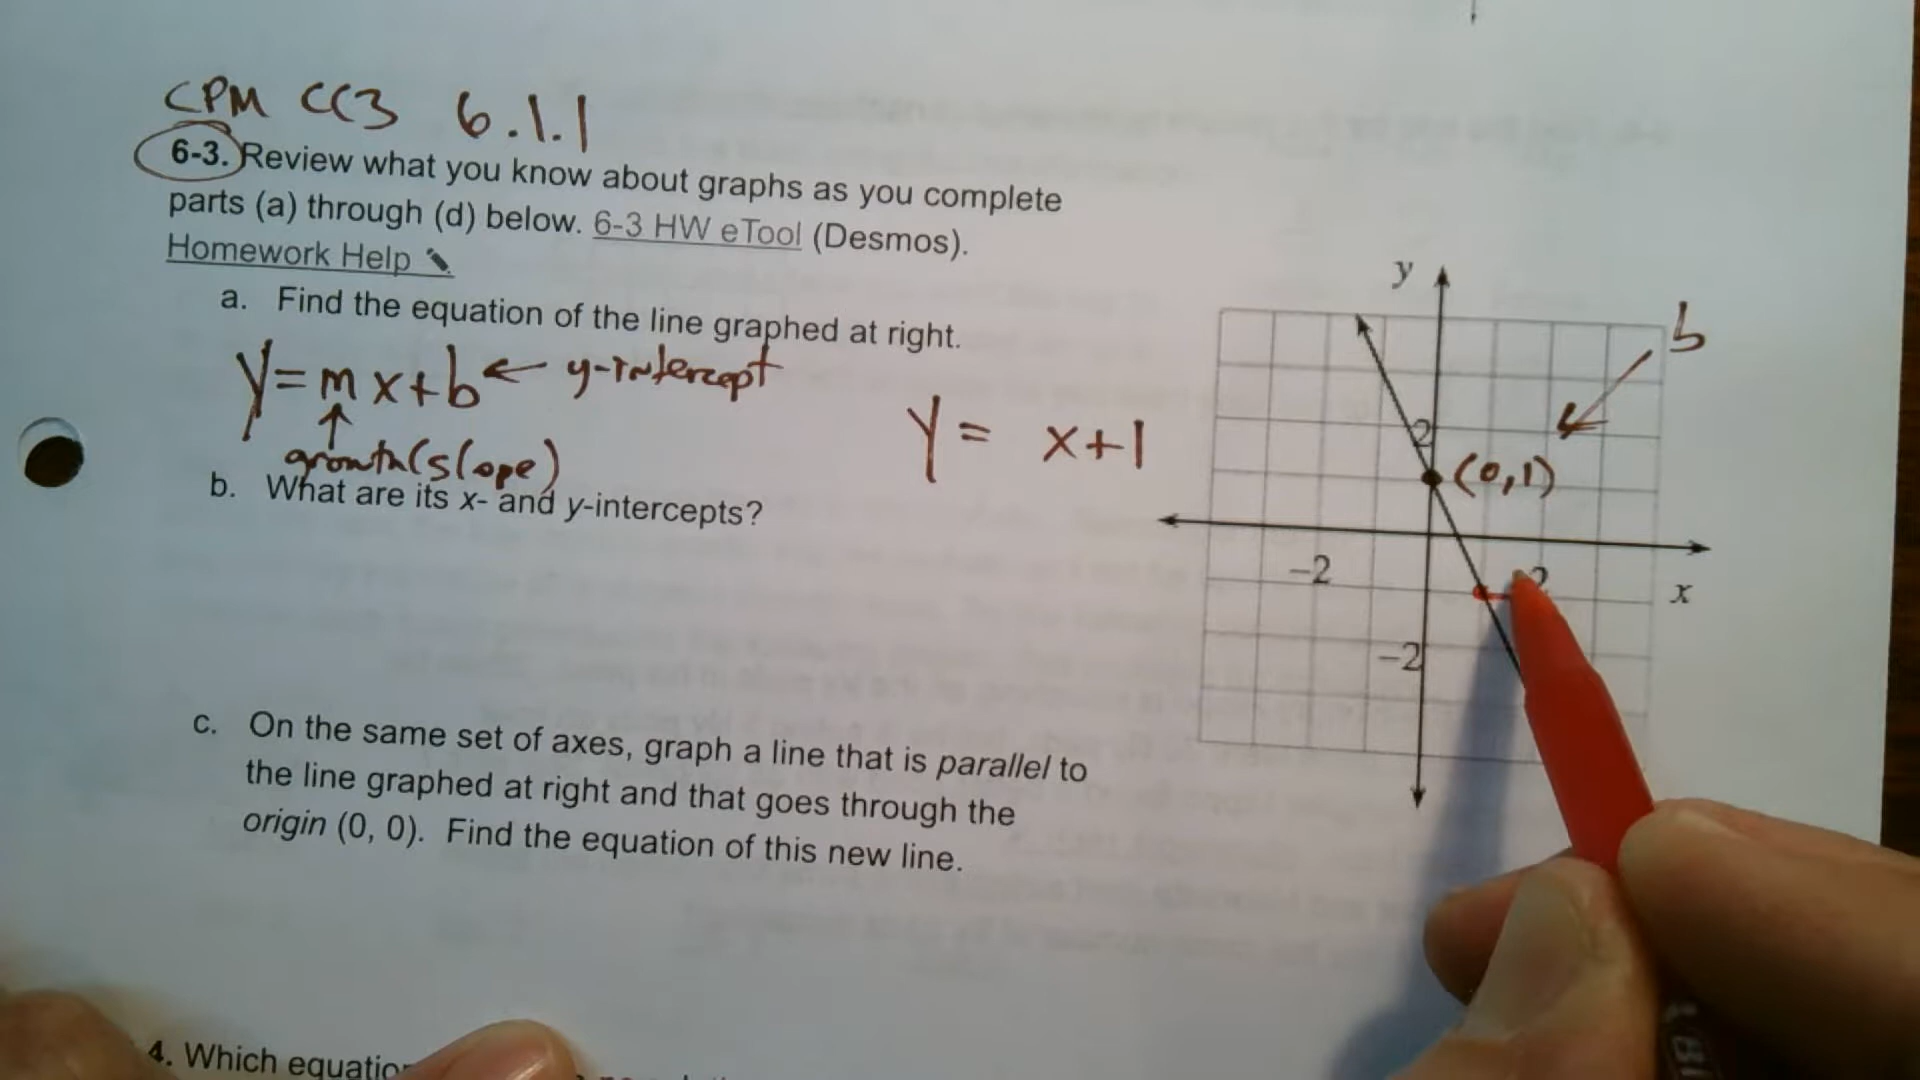 CPM CC3 6.1.1
6-3. Review what you know about graphs as you complete
parts (a) through (d) below. 6-3 HW eTool (Desmos).
Homework Help
a. Find the equation of the line graphed at right.
y=mx+b ← y-intercept
↑
growth(slope)
y= x+1
b. What are its x- and y-intercepts?
c. On the same set of axes, graph a line that is parallel to
the line graphed at right and that goes through the
origin (0, 0). Find the equation of this new line.
4. Which
y
b
2
(0,1)
-2
2
x
-2